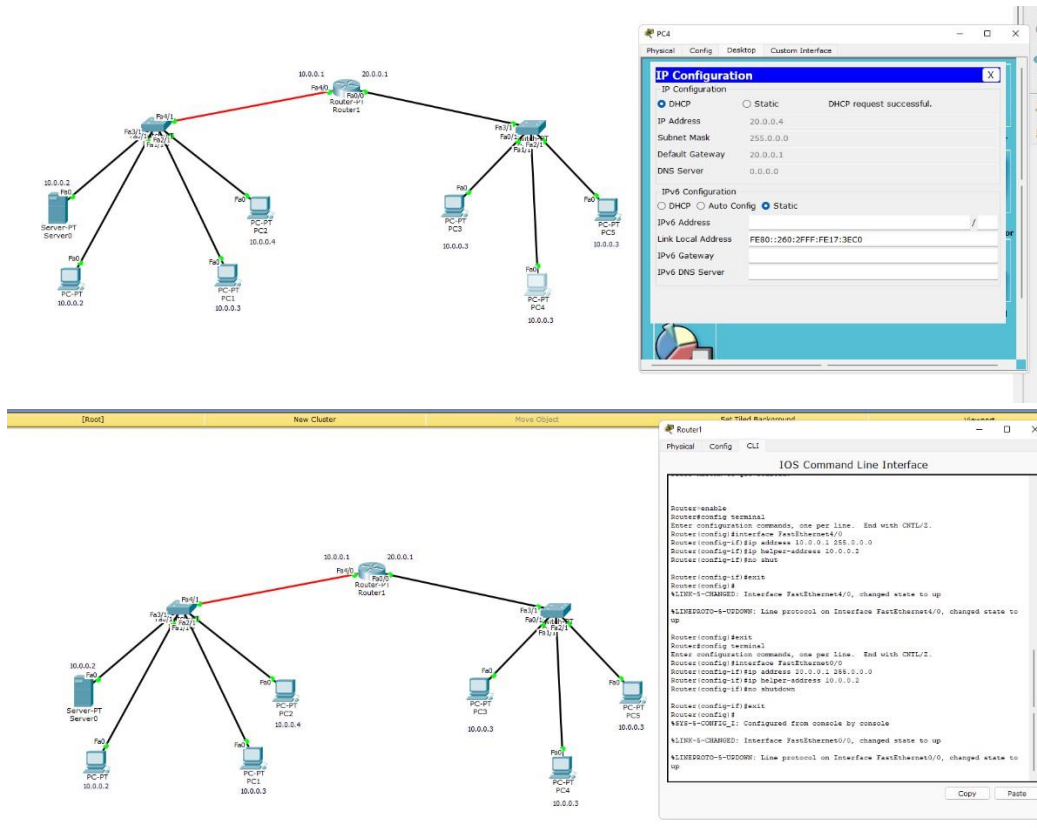 PC4
Physical Config Desktop Custom Interface
IP Configuration X
IP Configuration
DHCP Static DHCP request successful.
IP Address 20.0.0.4
Subnet Mask 255.0.0.0
Default Gateway 20.0.0.1
DNS Server 0.0.0.0
IPv6 Configuration
DHCP Auto Config Static
IPv6 Address /
Link Local Address FE80::260:2FFF:FE17:3EC0
IPv6 Gateway
IPv6 DNS Server
10.0.0.1 20.0.0.1
Fa4/0
Fa0/0
Router-PT
Router1
Fa4/1
Fa3/1
Fa2/1
Fa1/1
Fa3/1
Fa0/1
Fa2/1
Fa1/1
10.0.0.2
Fa0
Server-PT
Server0
Fa0
PC-PT
PC2
10.0.0.4
Fa0
PC-PT
10.0.0.2
Fa0
PC-PT
PC1
10.0.0.3
Fa0
PC-PT
PC3
10.0.0.3
Fa0
PC-PT
PC5
10.0.0.3
Fa0
PC-PT
PC4
10.0.0.3
[Root] New Cluster Move Object Set Tiled Background Viewport
Router1
Physical Config CLI
IOS Command Line Interface
Router>enable
Router#config terminal
Enter configuration commands, one per line. End with CNTL/Z.
Router(config)#interface FastEthernet4/0
Router(config-if)#ip address 10.0.0.1 255.0.0.0
Router(config-if)#ip helper-address 10.0.0.2
Router(config-if)#no shut
Router(config-if)#exit
Router(config)#
%LINK-5-CHANGED: Interface FastEthernet4/0, changed state to up
%LINEPROTO-5-UPDOWN: Line protocol on Interface FastEthernet4/0, changed state to
up
Router(config)#exit
Router#config terminal
Enter configuration commands, one per line. End with CNTL/Z.
Router(config)#interface FastEthernet0/0
Router(config-if)#ip address 20.0.0.1 255.0.0.0
Router(config-if)#ip helper-address 10.0.0.2
Router(config-if)#no shutdown
Router(config-if)#exit
Router(config)#
%SYS-5-CONFIG_I: Configured from console by console
%LINK-5-CHANGED: Interface FastEthernet0/0, changed state to up
%LINEPROTO-5-UPDOWN: Line protocol on Interface FastEthernet0/0, changed state to
up
Copy Paste
10.0.0.1 20.0.0.1
Fa4/0
Fa0/0
Router-PT
Router1
Fa4/1
Fa3/1
Fa2/1
Fa1/1
Fa3/1
Fa0/1
Fa2/1
Fa1/1
10.0.0.2
Fa0
Server-PT
Server0
Fa0
PC-PT
PC2
10.0.0.4
Fa0
PC-PT
10.0.0.2
Fa0
PC-PT
PC1
10.0.0.3
Fa0
PC-PT
PC3
10.0.0.3
Fa0
PC-PT
PC5
10.0.0.3
Fa0
PC-PT
PC4
10.0.0.3